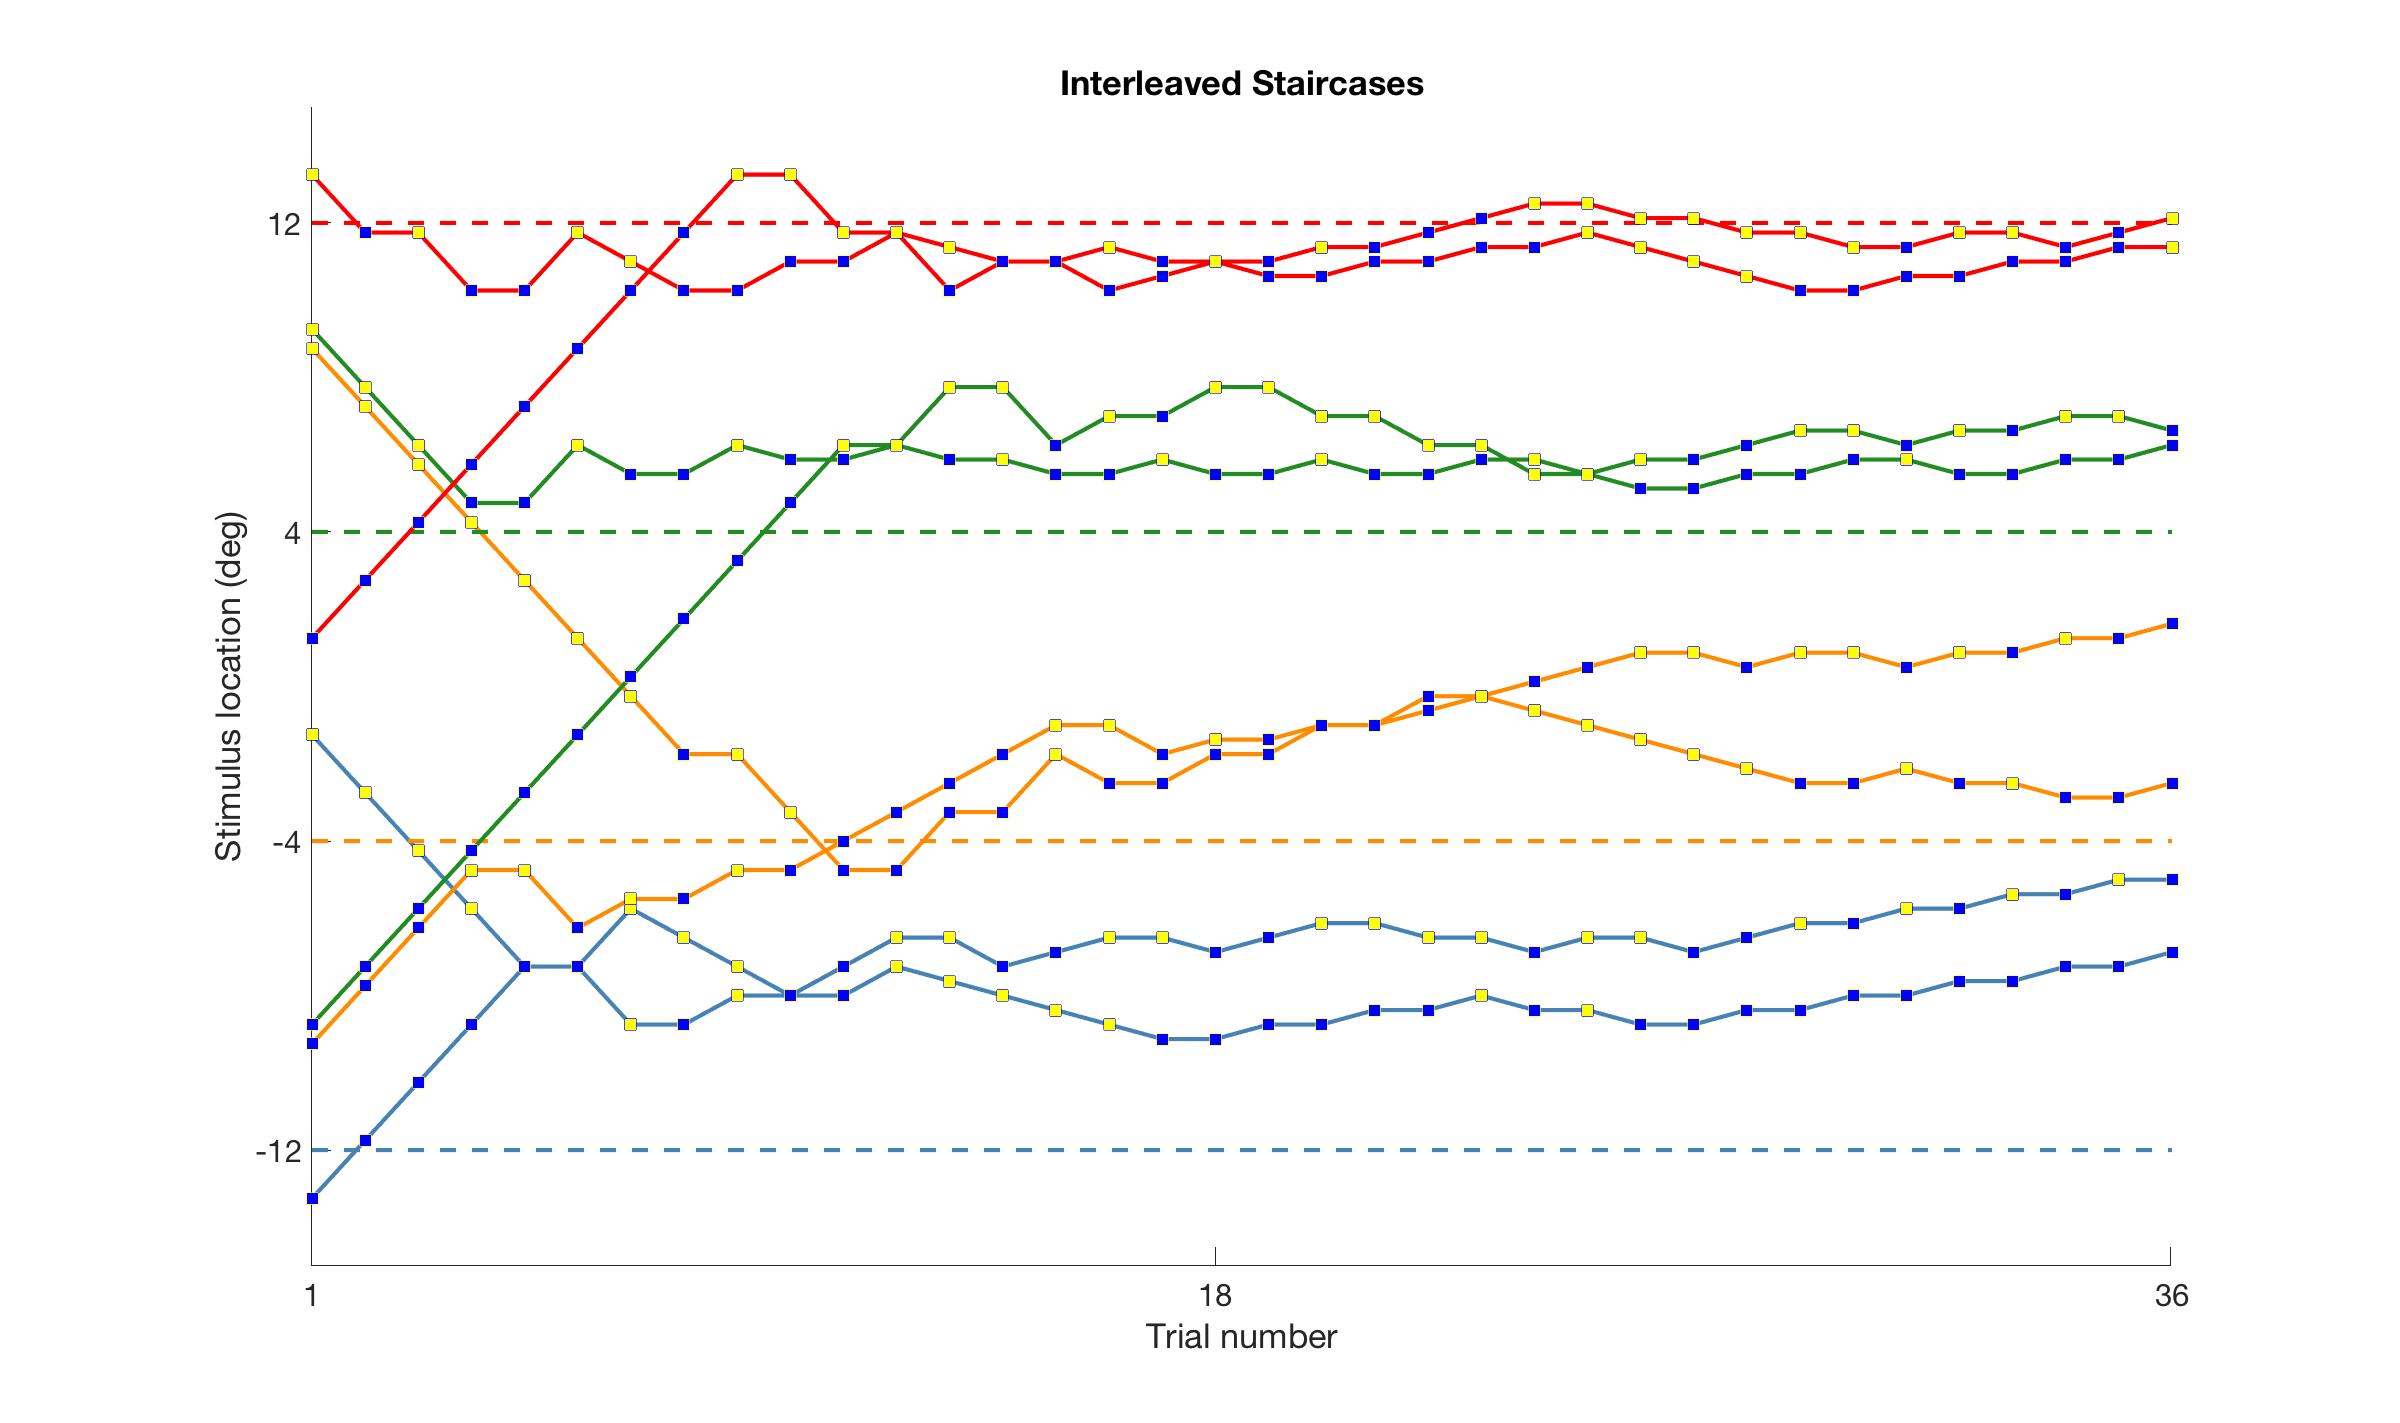 Interleaved Staircases
12
4
-4
-12
Stimulus location (deg)
1 18 36
Trial number